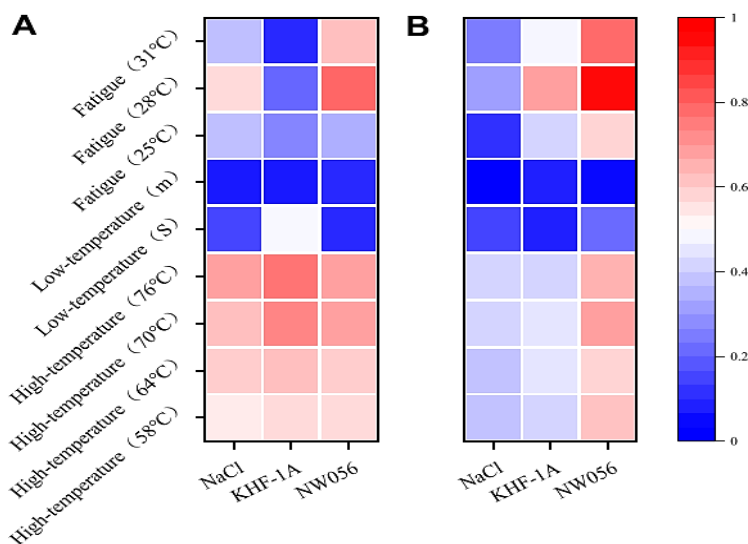 A
B
Fatigue（31℃）
Fatigue（28℃）
Fatigue（25℃）
Low-temperature（m）
Low-temperature（S）
High-temperature（76℃）
High-temperature（70℃）
High-temperature（64℃）
High-temperature（58℃）
NaCl
KHF-1A
NW056
NaCl
KHF-1A
NW056
1
0.8
0.6
0.4
0.2
0